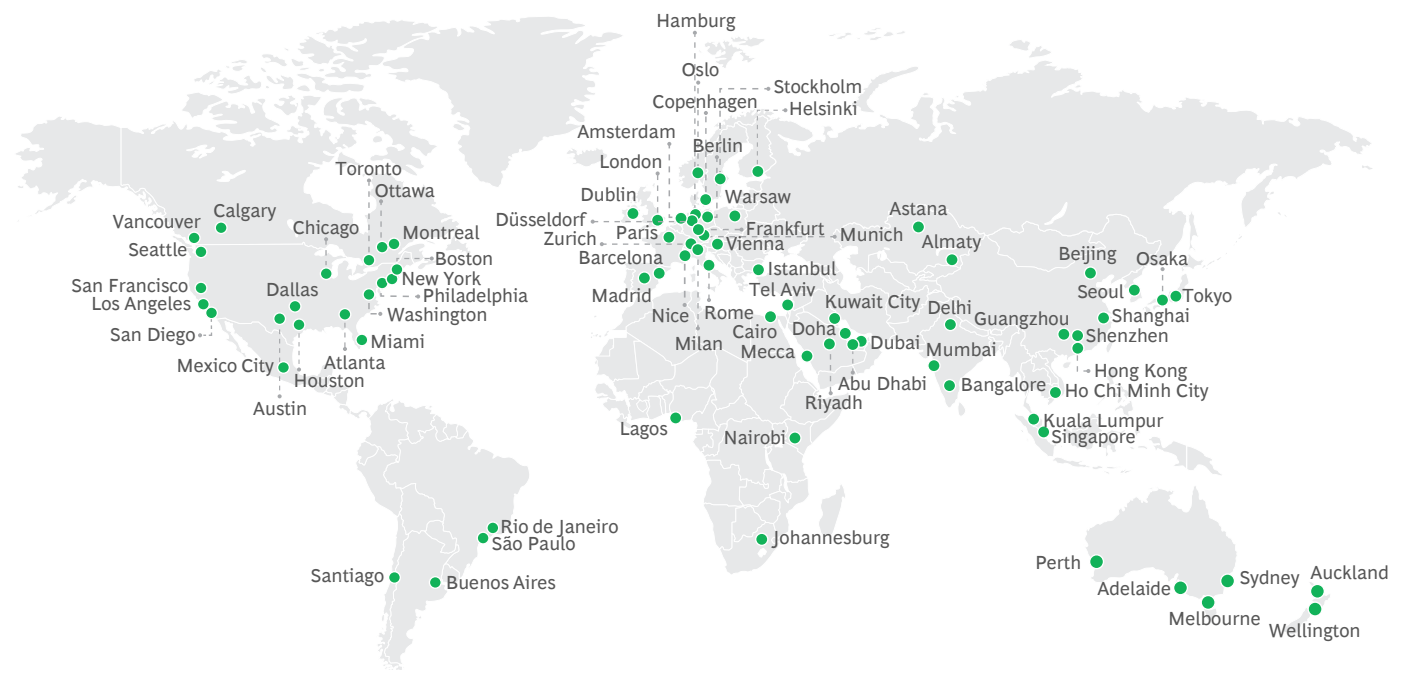 Hamburg
Oslo
Stockholm
Copenhagen
Helsinki
Amsterdam
Berlin
London
Toronto
Ottawa
Dublin
Warsaw
Calgary
Vancouver
Chicago
Montreal
Düsseldorf
Paris
Frankfurt
Munich
Astana
Seattle
Zurich
Vienna
Almaty
Boston
Barcelona
Beijing
Osaka
New York
Istanbul
San Francisco
Dallas
Philadelphia
Madrid
Tel Aviv
Seoul
Tokyo
Los Angeles
Washington
Nice
Rome
Kuwait City
Delhi
Guangzhou
Shanghai
San Diego
Miami
Milan
Cairo
Doha
Dubai
Shenzhen
Mecca
Mumbai
Mexico City
Atlanta
Hong Kong
Houston
Abu Dhabi
Bangalore
Ho Chi Minh City
Austin
Riyadh
Lagos
Nairobi
Kuala Lumpur
Singapore
Rio de Janeiro
São Paulo
Johannesburg
Santiago
Buenos Aires
Perth
Adelaide
Sydney
Auckland
Melbourne
Wellington